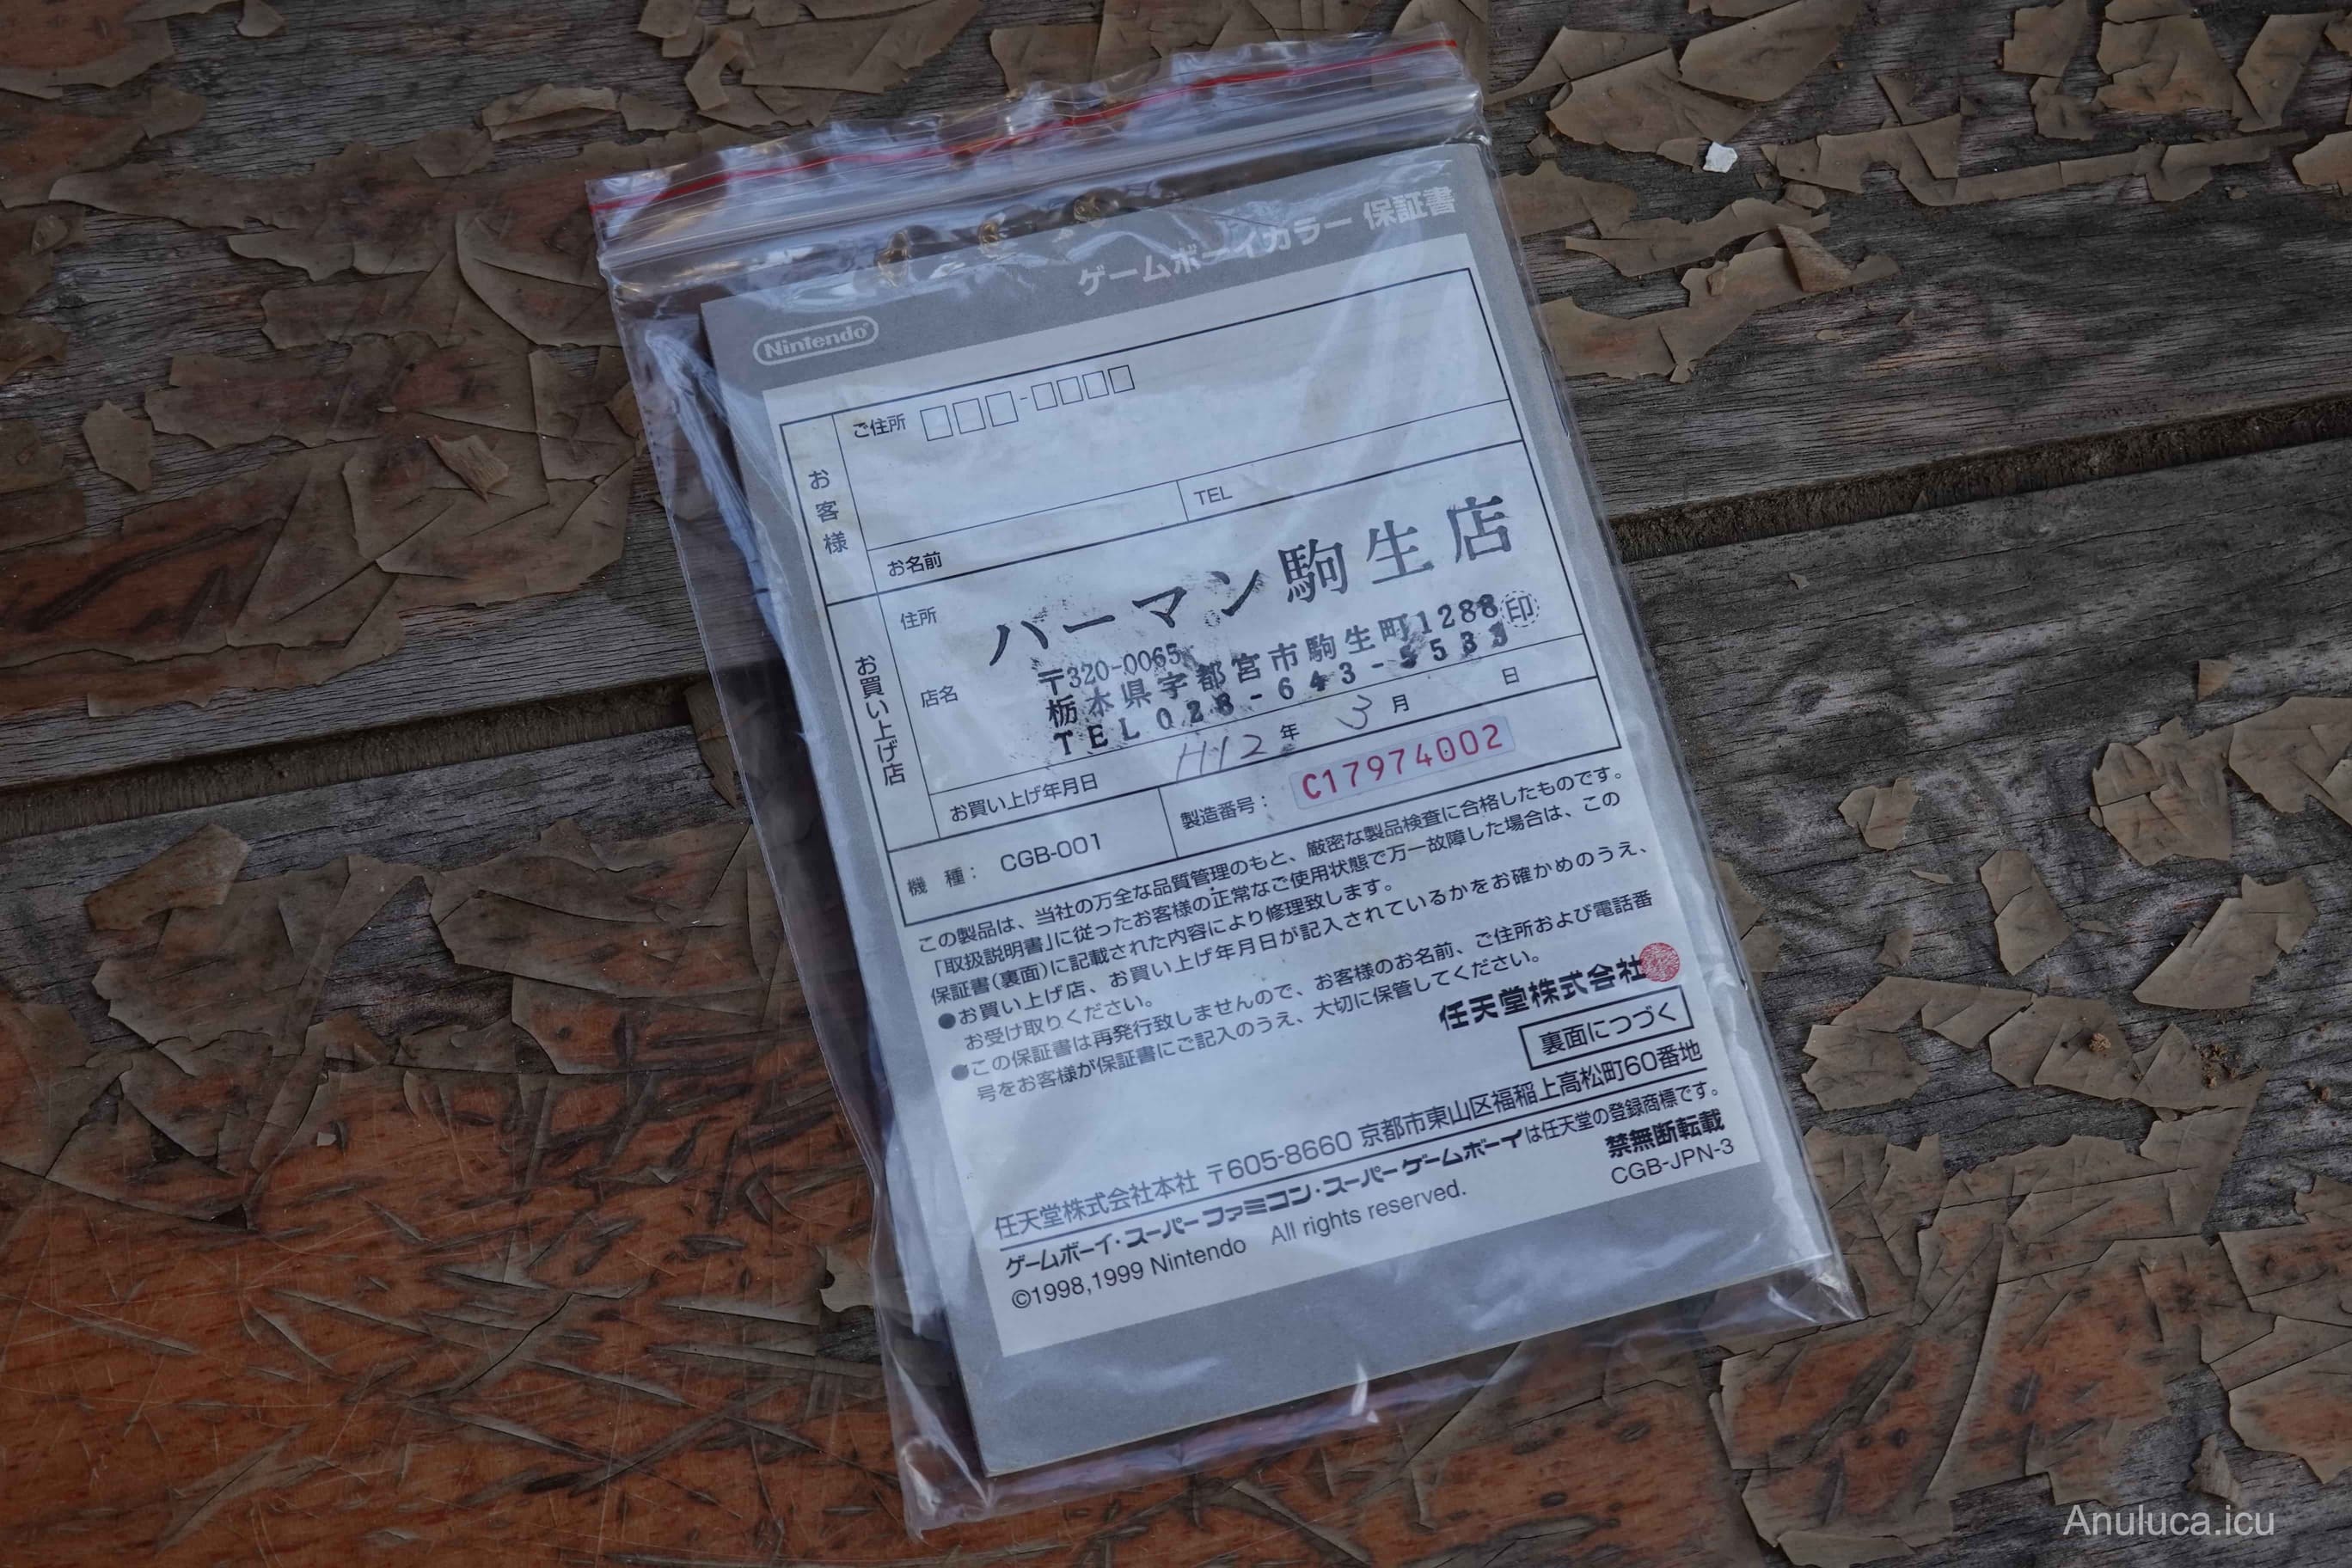 ゲームボーイカラー 保証書
Nintendo
お客様
ご住所 □□□-□□□□
TEL
お名前
お買い上げ店
住所
店名
ハーマン駒生店
〒320-0065
栃木県宇都宮市駒生町1288
印
TEL028-643-5533
お買い上げ年月日 H12年 3月 日
機 種： CGB-001 製造番号： C17974002
この製品は、当社の万全な品質管理のもと、厳密な製品検査に合格したものです。
「取扱説明書」に従ったお客様の正常なご使用状態で万一故障した場合は、この
保証書(裏面)に記載された内容により修理致します。
●お買い上げ店、お買い上げ年月日が記入されているかをお確かめのうえ、
お受け取りください。
●この保証書は再発行致しませんので、お客様のお名前、ご住所および電話番
号をお客様が保証書にご記入のうえ、大切に保管してください。
任天堂株式会社
裏面につづく
任天堂株式会社本社 〒605-8660 京都市東山区福稲上高松町60番地
ゲームボーイ・スーパーファミコン・スーパーゲームボーイは任天堂の登録商標です。
©1998,1999 Nintendo All rights reserved.
禁無断転載
CGB-JPN-3
Anuluca.icu